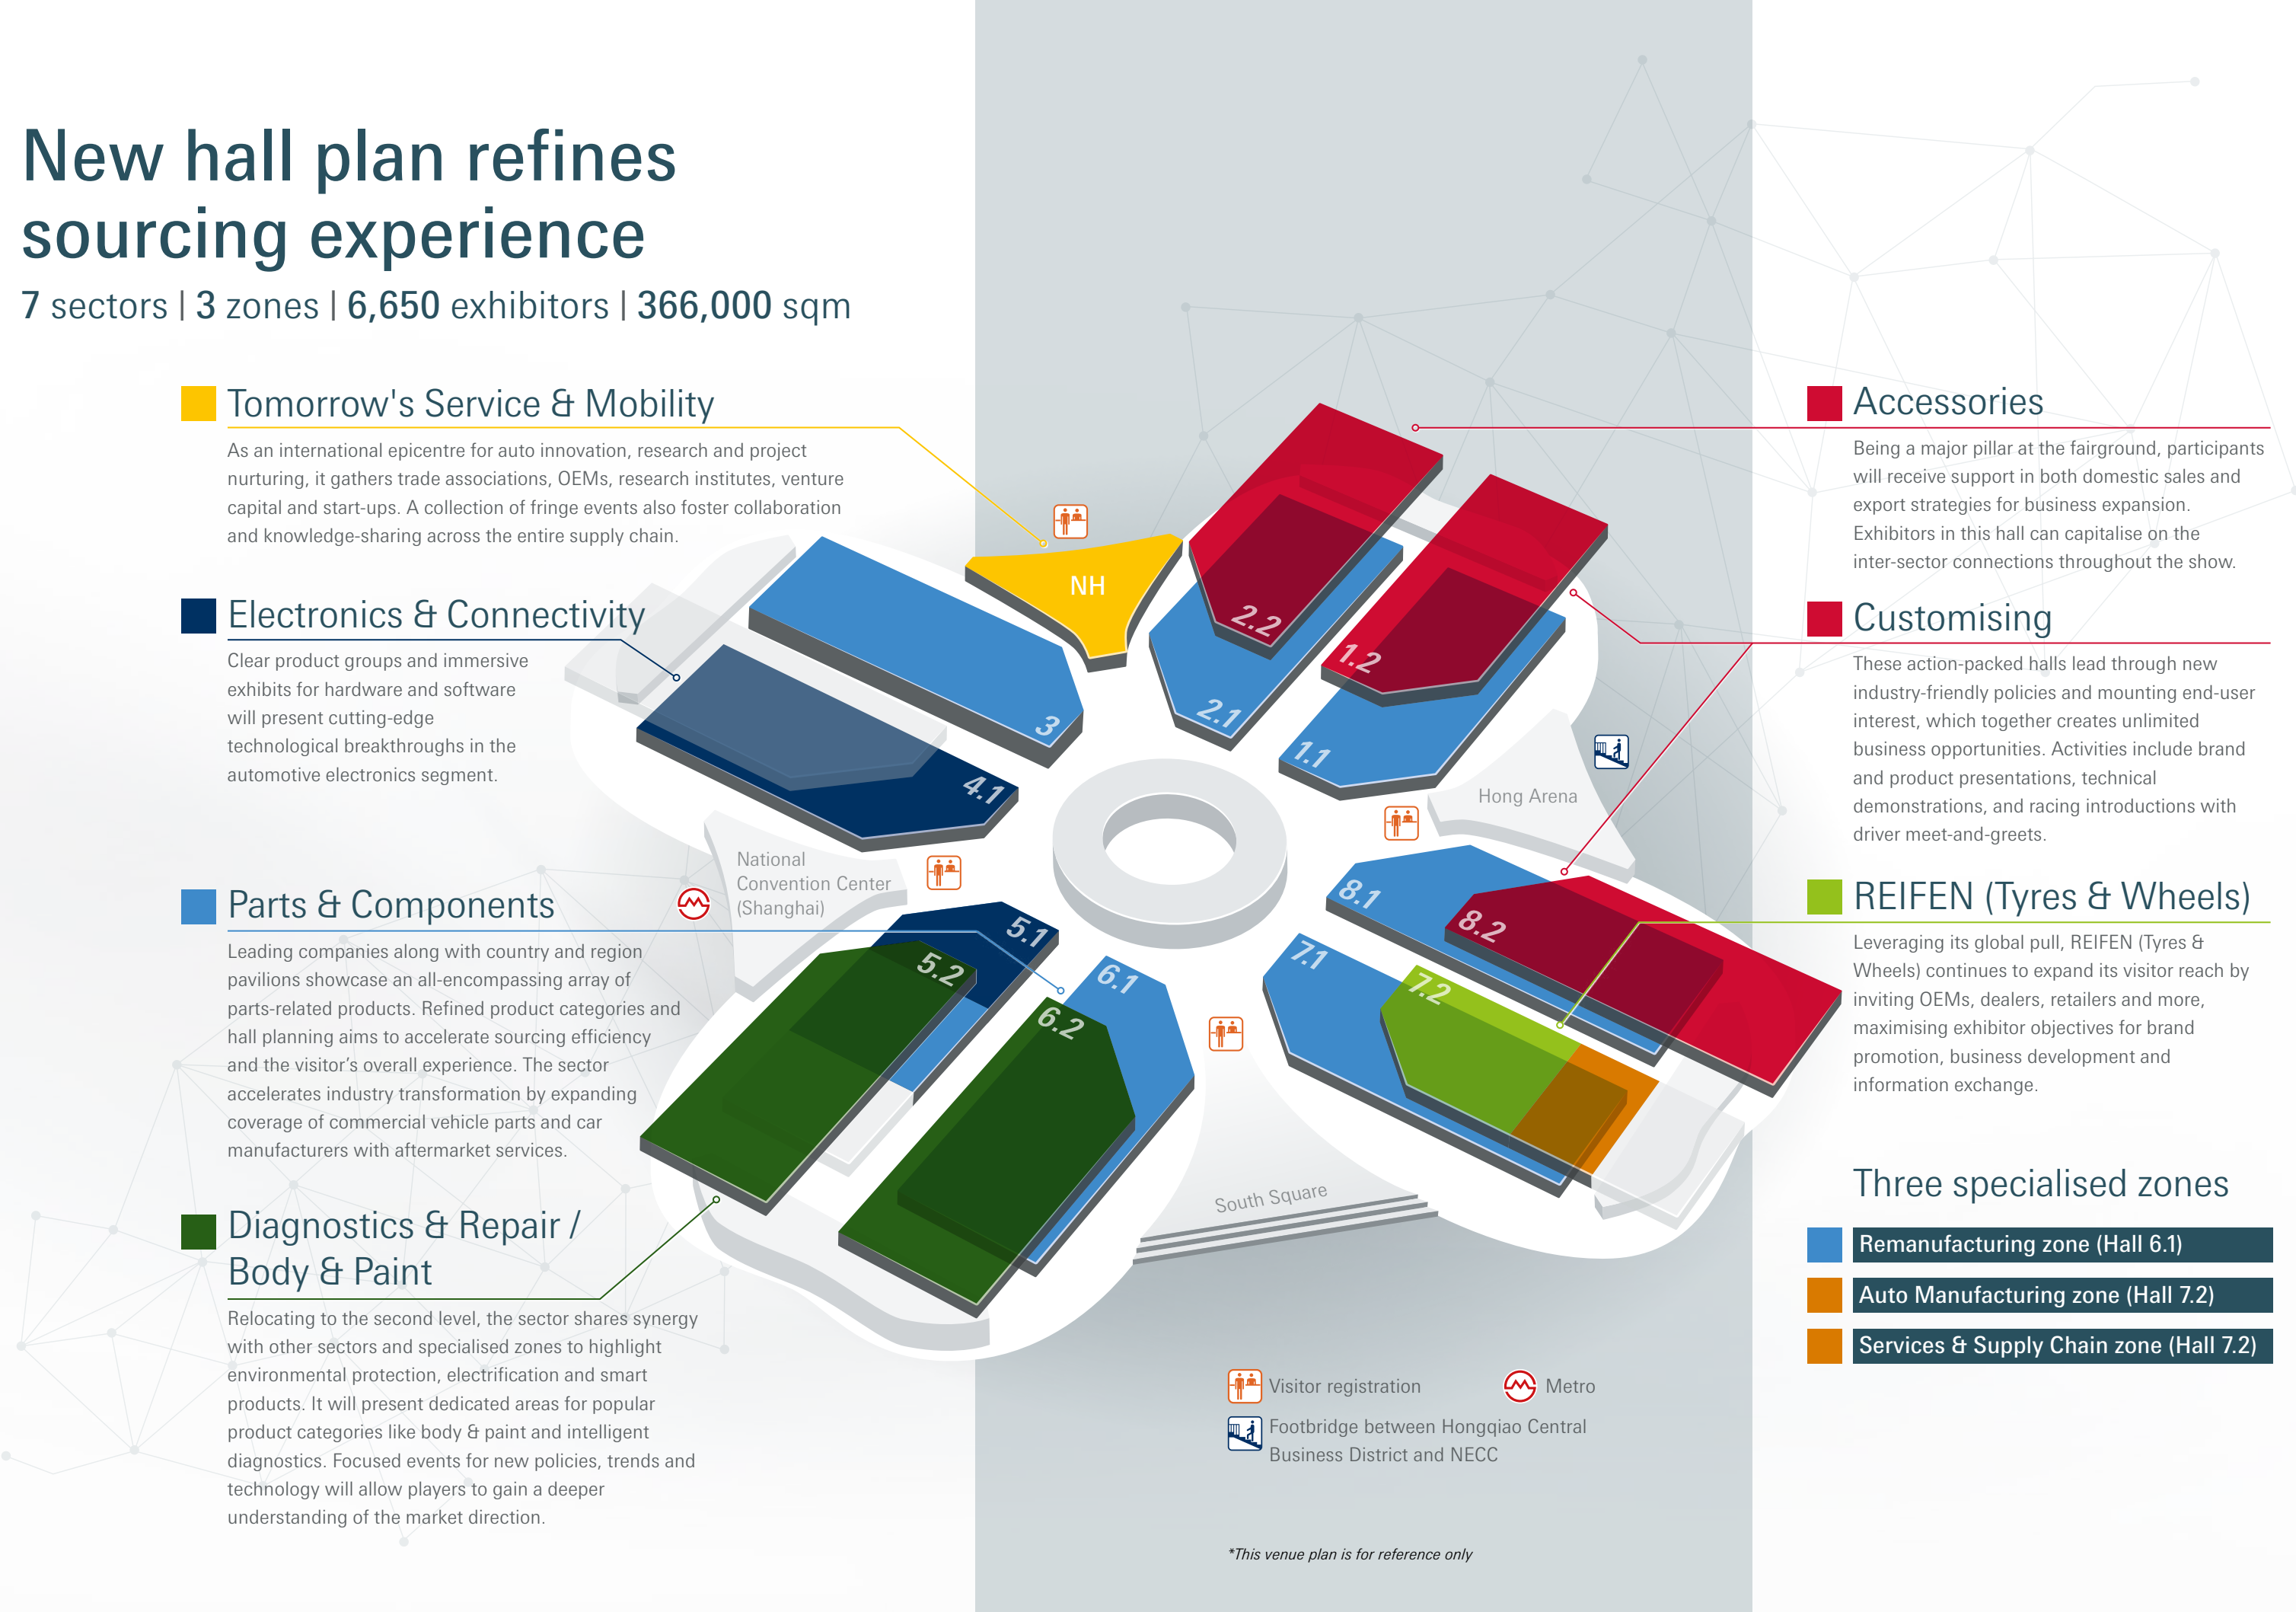 New hall plan refines
sourcing experience
7 sectors | 3 zones | 6,650 exhibitors | 366,000 sqm
Tomorrow's Service & Mobility
As an international epicentre for auto innovation, research and project
nurturing, it gathers trade associations, OEMs, research institutes, venture
capital and start-ups. A collection of fringe events also foster collaboration
and knowledge-sharing across the entire supply chain.
Electronics & Connectivity
Clear product groups and immersive
exhibits for hardware and software
will present cutting-edge
technological breakthroughs in the
automotive electronics segment.
Parts & Components
Leading companies along with country and region
pavilions showcase an all-encompassing array of
parts-related products. Refined product categories and
hall planning aims to accelerate sourcing efficiency
and the visitor's overall experience. The sector
accelerates industry transformation by expanding
coverage of commercial vehicle parts and car
manufacturers with aftermarket services.
Diagnostics & Repair /
Body & Paint
Relocating to the second level, the sector shares synergy
with other sectors and specialised zones to highlight
environmental protection, electrification and smart
products. It will present dedicated areas for popular
product categories like body & paint and intelligent
diagnostics. Focused events for new policies, trends and
technology will allow players to gain a deeper
understanding of the market direction.
NH
2.2
1.2
3
2.1
1.1
4.1
Hong Arena
National
Convention Center
(Shanghai)
8.1
8.2
5.1
5.2
7.1
6.1
7.2
6.2
South Square
Visitor registration
Metro
Footbridge between Hongqiao Central
Business District and NECC
*This venue plan is for reference only
Accessories
Being a major pillar at the fairground, participants
will receive support in both domestic sales and
export strategies for business expansion.
Exhibitors in this hall can capitalise on the
inter-sector connections throughout the show.
Customising
These action-packed halls lead through new
industry-friendly policies and mounting end-user
interest, which together creates unlimited
business opportunities. Activities include brand
and product presentations, technical
demonstrations, and racing introductions with
driver meet-and-greets.
REIFEN (Tyres & Wheels)
Leveraging its global pull, REIFEN (Tyres &
Wheels) continues to expand its visitor reach by
inviting OEMs, dealers, retailers and more,
maximising exhibitor objectives for brand
promotion, business development and
information exchange.
Three specialised zones
Remanufacturing zone (Hall 6.1)
Auto Manufacturing zone (Hall 7.2)
Services & Supply Chain zone (Hall 7.2)